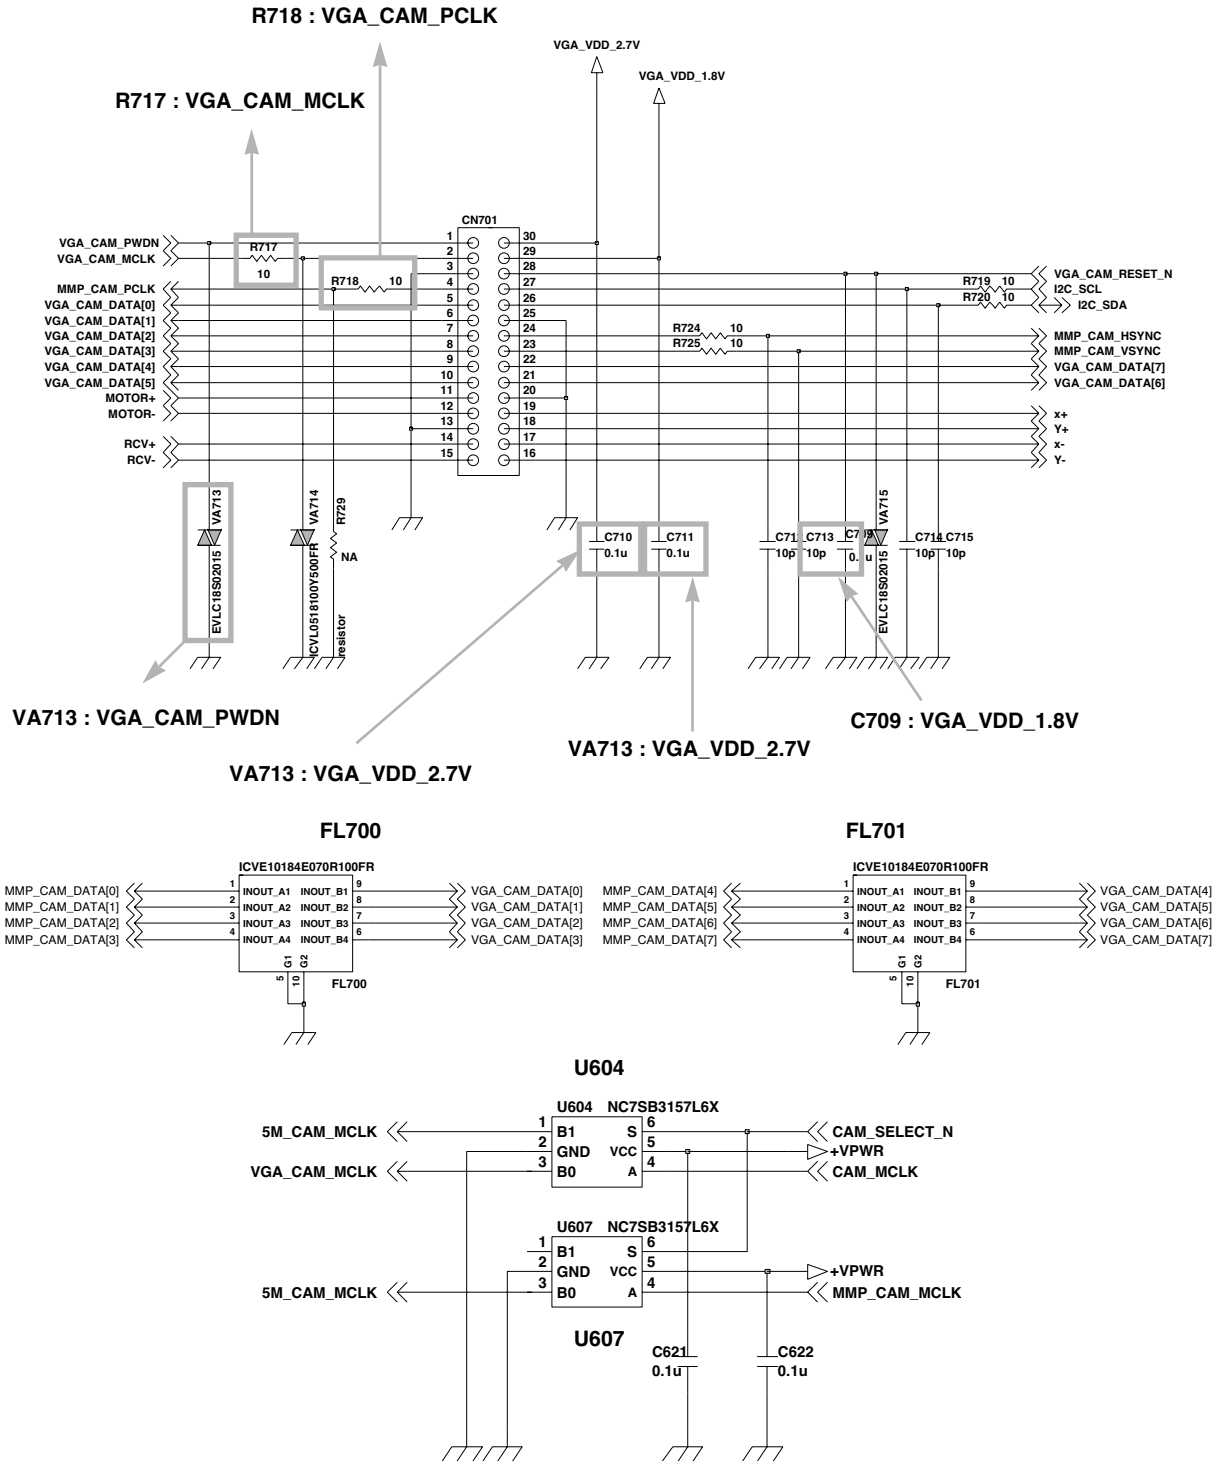 R718 : VGA_CAM_PCLK
VGA_VDD_2.7V
VGA_VDD_1.8V
R717 : VGA_CAM_MCLK
CN701
VGA_CAM_PWDN
VGA_CAM_MCLK
MMP_CAM_PCLK
VGA_CAM_DATA[0]
VGA_CAM_DATA[1]
VGA_CAM_DATA[2]
VGA_CAM_DATA[3]
VGA_CAM_DATA[4]
VGA_CAM_DATA[5]
MOTOR+
MOTOR-
RCV+
RCV-
R717
10
R718 10
1
2
3
4
5
6
7
8
9
10
11
12
13
14
15
30
29
28
27
26
25
24
23
22
21
20
19
18
17
16
R719 10
R720 10
R724 10
R725 10
VGA_CAM_RESET_N
I2C_SCL
I2C_SDA
MMP_CAM_HSYNC
MMP_CAM_VSYNC
VGA_CAM_DATA[7]
VGA_CAM_DATA[6]
x+
Y+
x-
Y-
VA713
EVLC18S02015
VA714
ICVL0518100Y500FR
R729
NA
resistor
C710
0.1u
C711
0.1u
10p
C713
10p
VA715
EVLC18S02015
C714
10p
C715
10p
VA713 : VGA_CAM_PWDN
VA713 : VGA_VDD_2.7V
VA713 : VGA_VDD_2.7V
C709 : VGA_VDD_1.8V
FL700
ICVE10184E070R100FR
MMP_CAM_DATA[0] 1 INOUT_A1 INOUT_B1 9 VGA_CAM_DATA[0]
MMP_CAM_DATA[1] 2 INOUT_A2 INOUT_B2 8 VGA_CAM_DATA[1]
MMP_CAM_DATA[2] 3 INOUT_A3 INOUT_B3 7 VGA_CAM_DATA[2]
MMP_CAM_DATA[3] 4 INOUT_A4 INOUT_B4 6 VGA_CAM_DATA[3]
G1 G2
5 10
FL700
FL701
ICVE10184E070R100FR
MMP_CAM_DATA[4] 1 INOUT_A1 INOUT_B1 9 VGA_CAM_DATA[4]
MMP_CAM_DATA[5] 2 INOUT_A2 INOUT_B2 8 VGA_CAM_DATA[5]
MMP_CAM_DATA[6] 3 INOUT_A3 INOUT_B3 7 VGA_CAM_DATA[6]
MMP_CAM_DATA[7] 4 INOUT_A4 INOUT_B4 6 VGA_CAM_DATA[7]
G1 G2
5 10
FL701
U604
U604 NC7SB3157L6X
5M_CAM_MCLK 1 B1 S 6 CAM_SELECT_N
2 GND VCC 5 +VPWR
VGA_CAM_MCLK 3 B0 A 4 CAM_MCLK
U607 NC7SB3157L6X
1 B1 S 6
2 GND VCC 5 +VPWR
5M_CAM_MCLK 3 B0 A 4 MMP_CAM_MCLK
U607
C621
0.1u
C622
0.1u